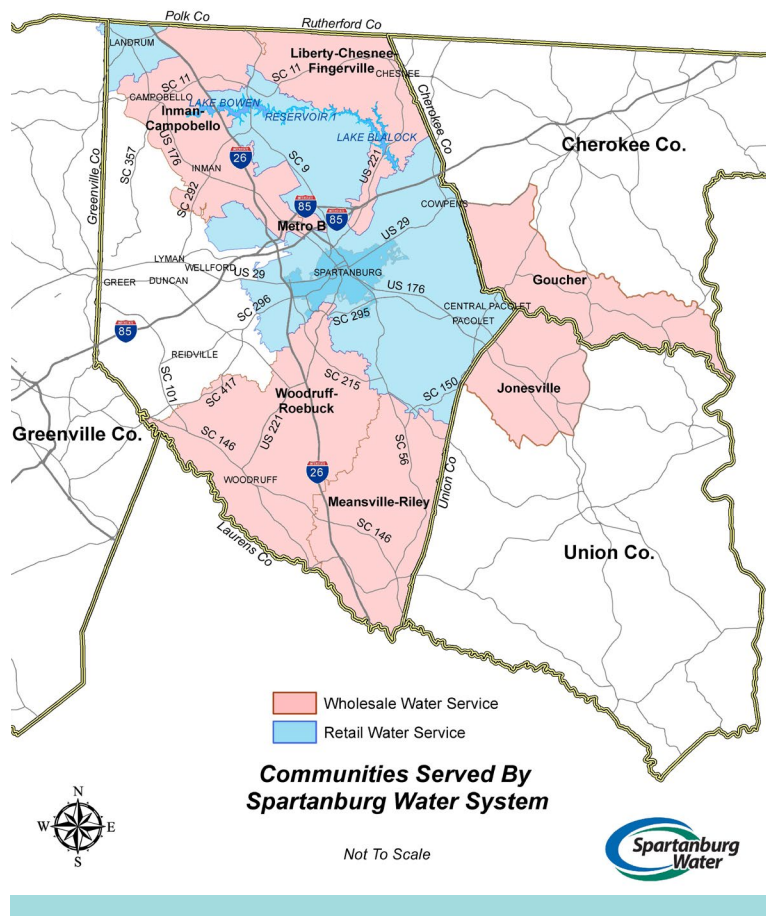 Polk Co
Rutherford Co
LANDRUM
Liberty-Chesnee-
Fingerville
SC 11
SC 11
CHESNEE
CAMPOBELLO
LAKE BOWEN
Inman-
Campobello
RESERVOIR 1
Cherokee Co
LAKE BLALOCK
Cherokee Co.
US 176
SC 9
US 221
26
SC 357
Greenville Co
INMAN
SC 292
85
85
COWPENS
Metro B
US 29
LYMAN
WELLFORD
US 29
SPARTANBURG
GREER
DUNCAN
US 176
Goucher
SC 296
SC 295
CENTRAL PACOLET
PACOLET
85
REIDVILLE
SC 101
SC 417
SC 215
SC 150
Woodruff-
Roebuck
Jonesville
Greenville Co.
SC 146
US 221
SC 56
Union Co
WOODRUFF
26
Meansville-Riley
SC 146
Laurens Co
Union Co.
Wholesale Water Service
Retail Water Service
Communities Served By
Spartanburg Water System
N
W
E
S
Not To Scale
Spartanburg
Water